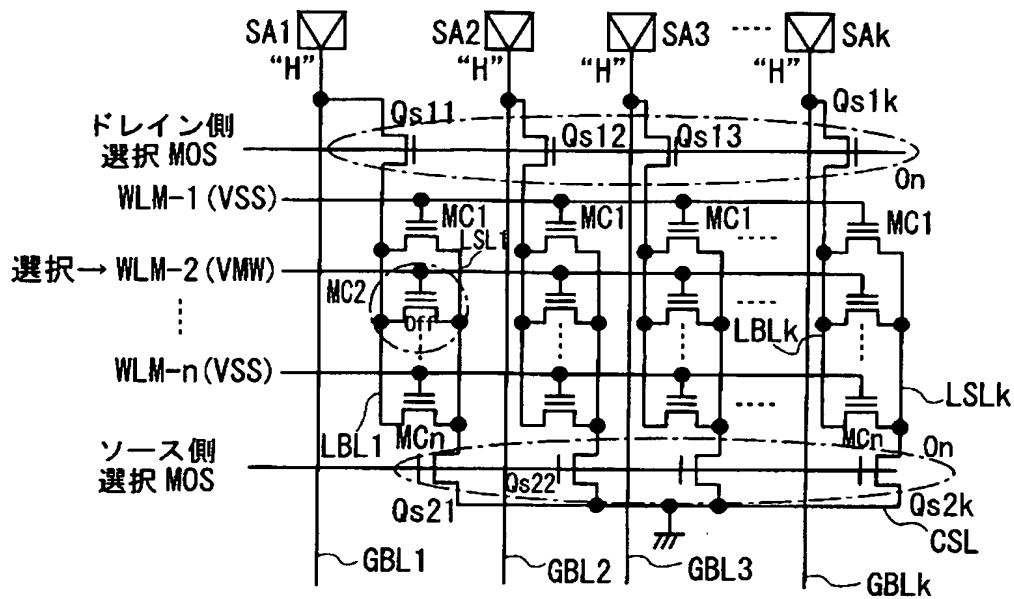 SA1 SA2 SA3 ····· SAk
“H” “H” “H” “H”
Qs11 Qs12 Qs13 Qs1k
ドレイン側
選択 MOS
On
WLM-1(VSS)
MC1 MC1 MC1 MC1
LSL1
選択→ WLM-2(VMW)
MC2
Off
LBLk
WLM-n(VSS)
LSLk
LBL1 MCn MCn
ソース側
選択 MOS
On
Qs21 Qs22 Qs2k
CSL
GBL1 GBL2 GBL3 GBLk